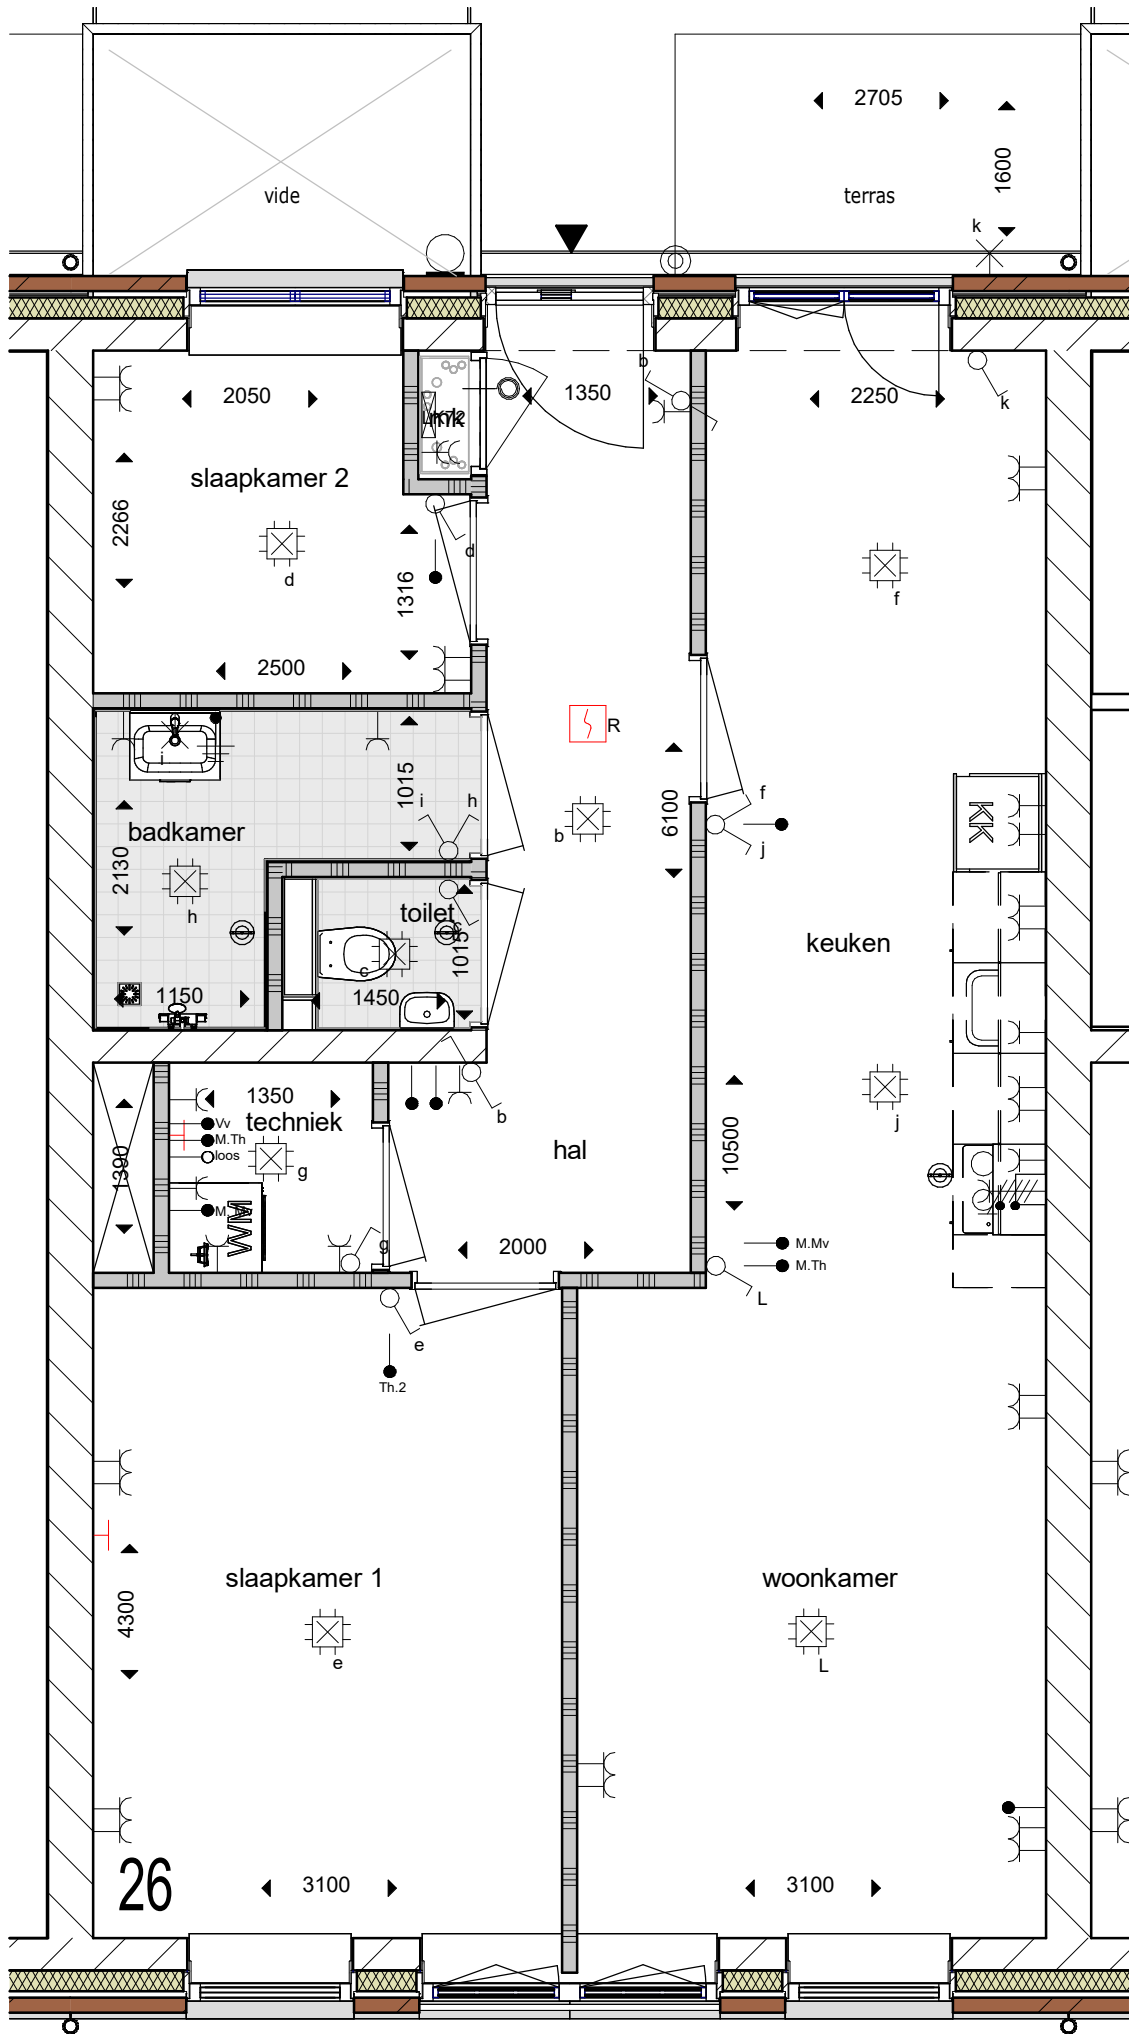 2705
1600
vide
terras
k
b
1350
2050
2250
k
mk
slaapkamer 2
2266
d
d
1316
f
2500
R
i
1015
i
h
6100
f
badkamer
b
j
KK
2130
h
toilet
c
1015
keuken
c
1150
1450
1350
techniek
b
j
Vv
M.Th
loos
g
hal
1390
10500
M.Mv
WM
g
2000
M.Mv
M.Th
L
e
Th.2
slaapkamer 1
woonkamer
4300
e
L
26
3100
3100